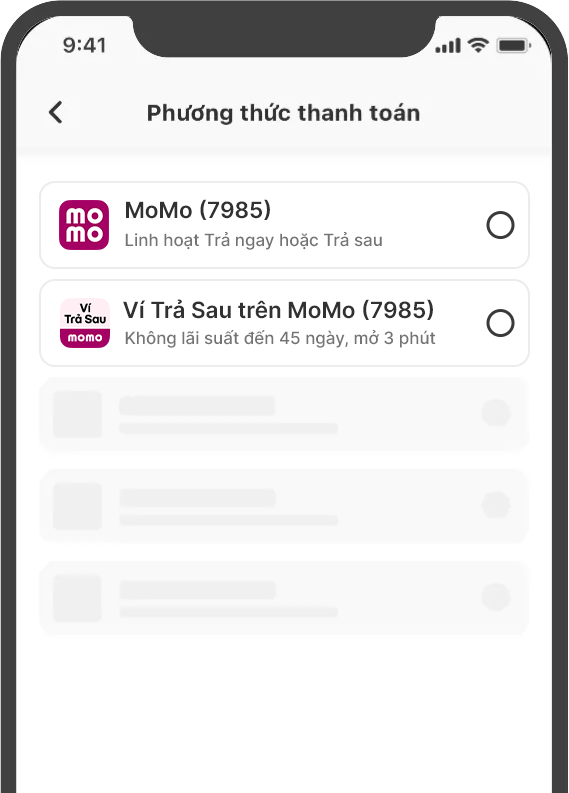 9:41
Phương thức thanh toán
mo
mo
MoMo (7985)
Linh hoạt Trả ngay hoặc Trả sau
Ví
Trả Sau
momo
Ví Trả Sau trên MoMo (7985)
Không lãi suất đến 45 ngày, mở 3 phút